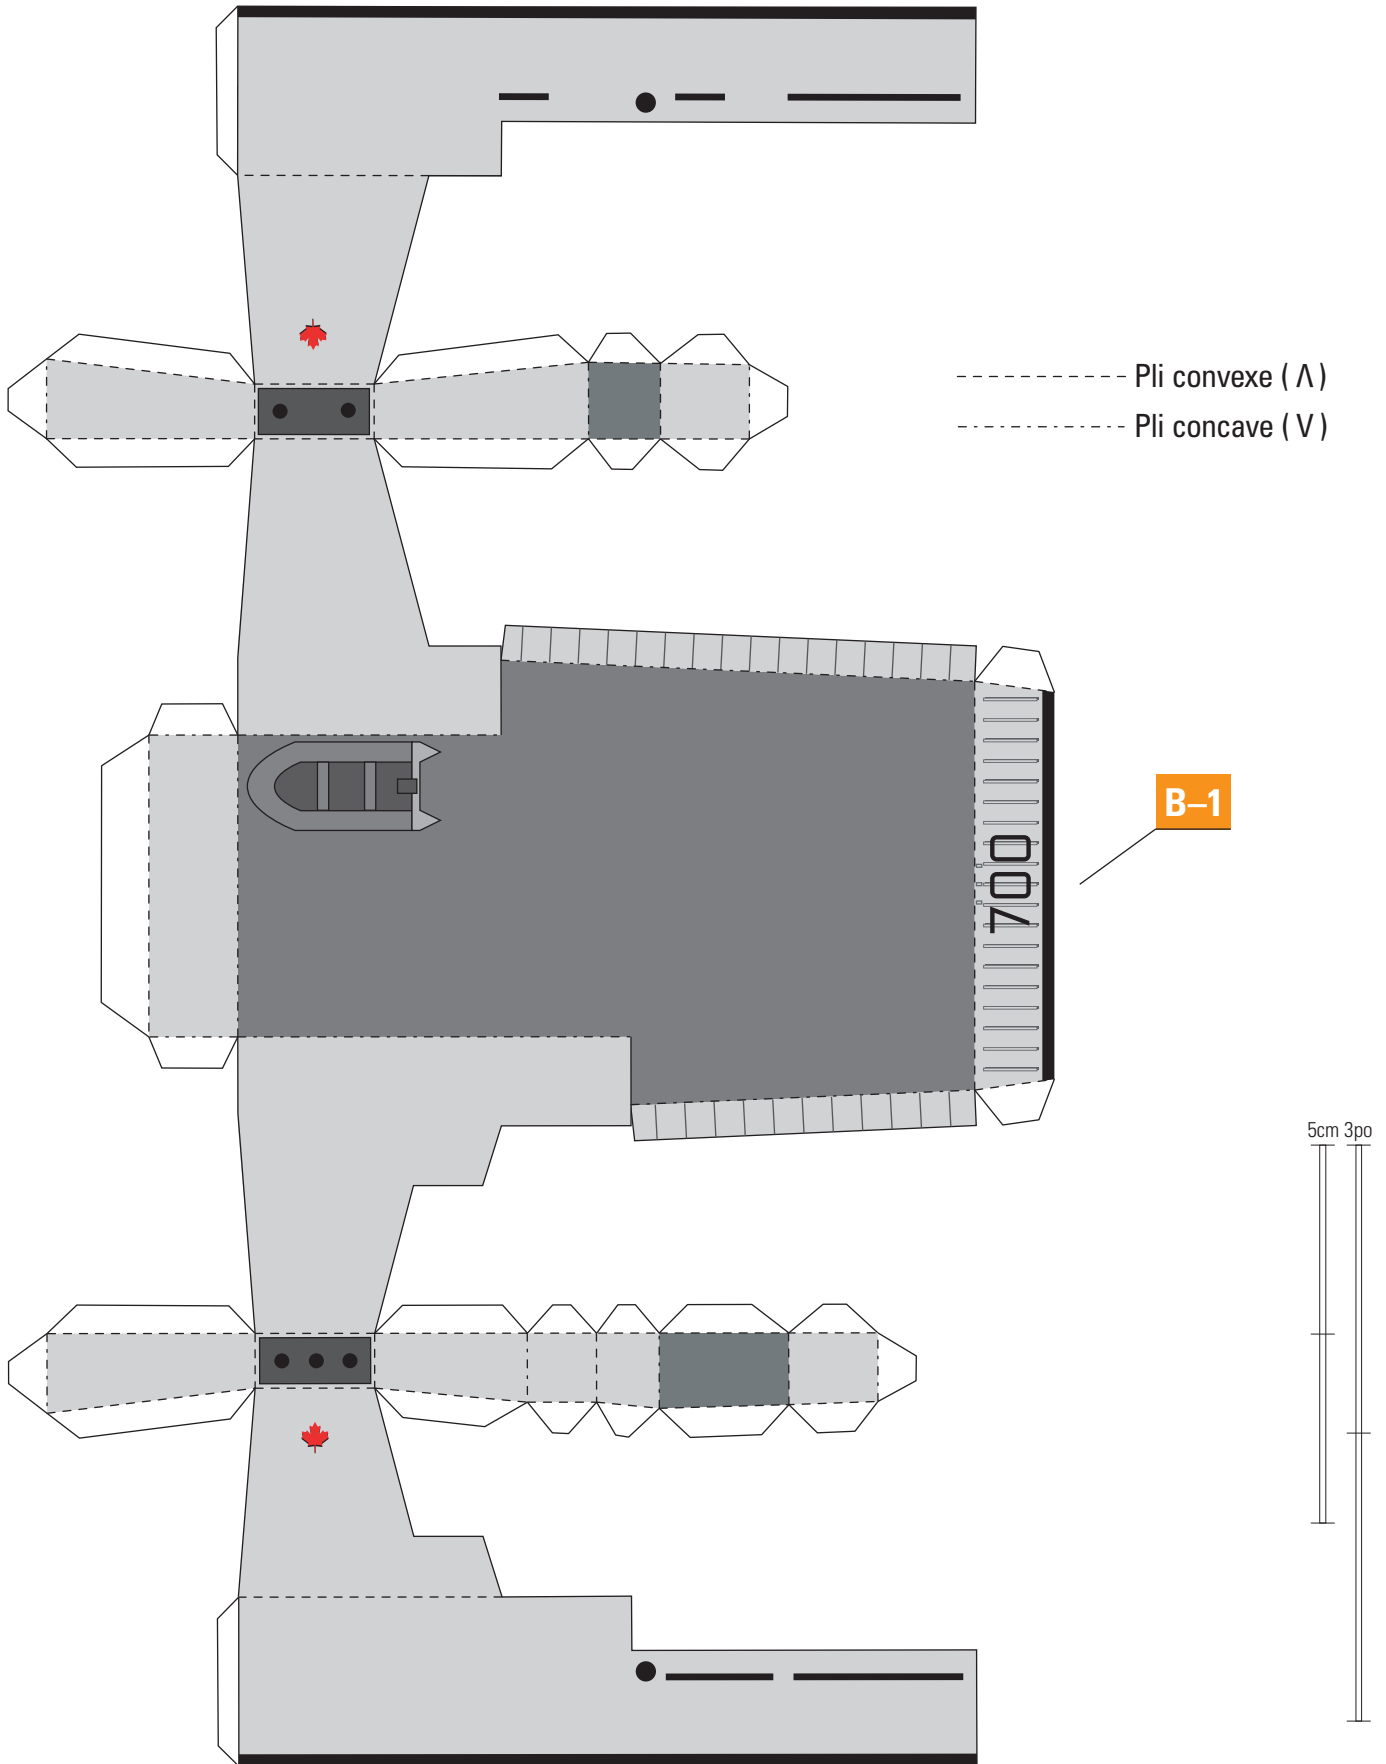 Pli convexe ( Λ )
Pli concave ( V )
B–1
700
5cm 3po